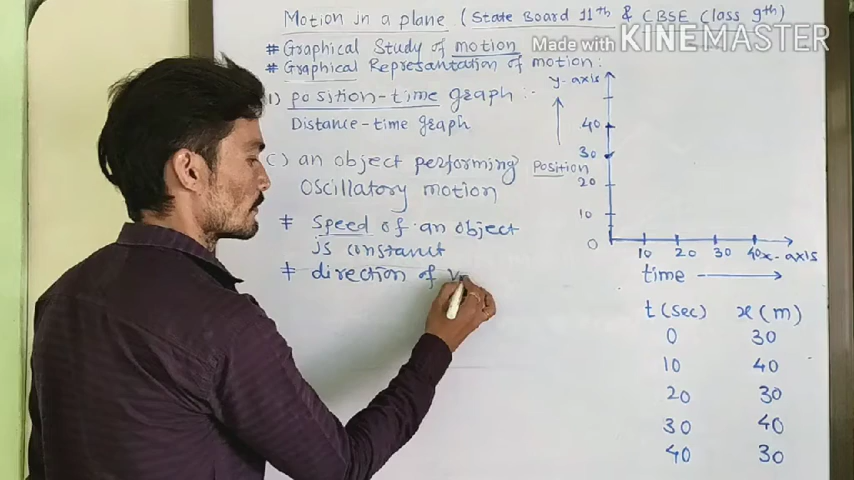 Motion in a plane (State Board 11th & CBSE Class 9th)
# Graphical Study of motion
Made with KINEMASTER
# Graphical Represantation of motion:
1) position-time graph :-
Distance-time graph
C) an object performing
oscillatory motion
# Speed of an object
is constant
# direction of
y-axis
40
30
Position
20
10
0
10 20 30 40 x-axis
time
t(sec) x(m)
0 30
10 40
20 30
30 40
40 30